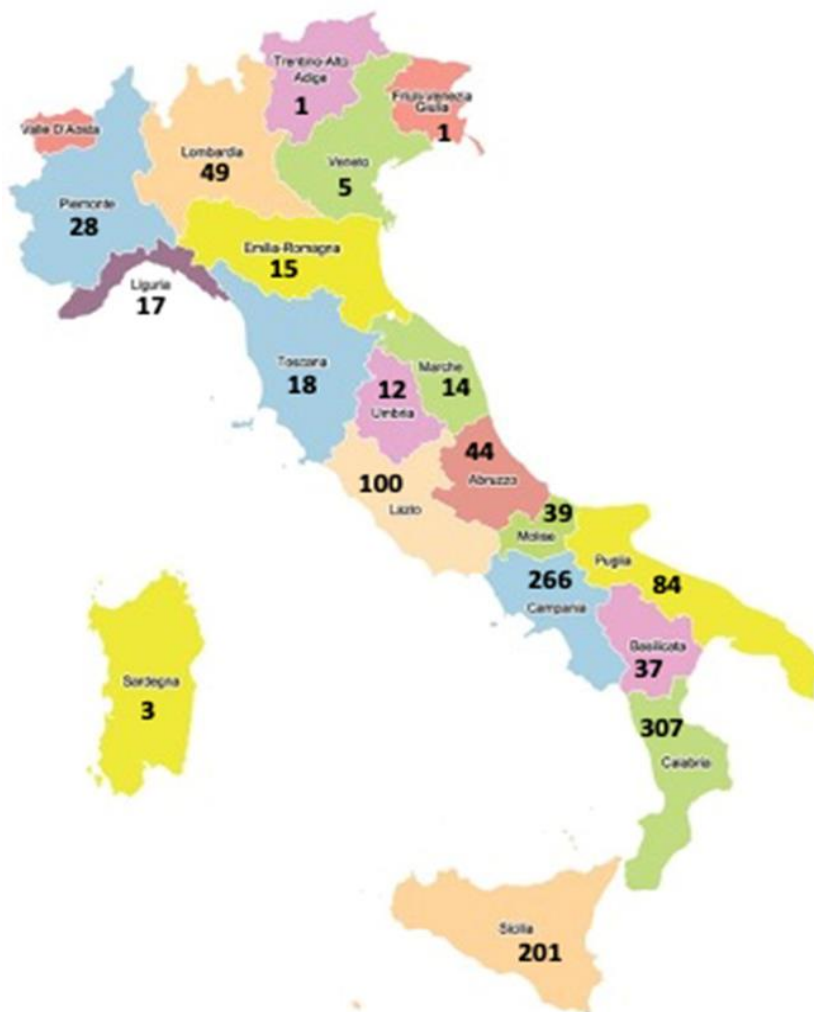 Trentino-Alto
Adige
1
Friuli-Venezia
Giulia
1
Valle D'Aosta
Lombardia
49
Veneto
5
Piemonte
28
Emilia-Romagna
15
Liguria
17
Toscana
18
12
Umbria
Marche
14
44
Abruzzo
100
Lazio
39
Molise
Puglia
84
266
Campania
Basilicata
37
Sardegna
3
307
Calabria
Sicilia
201